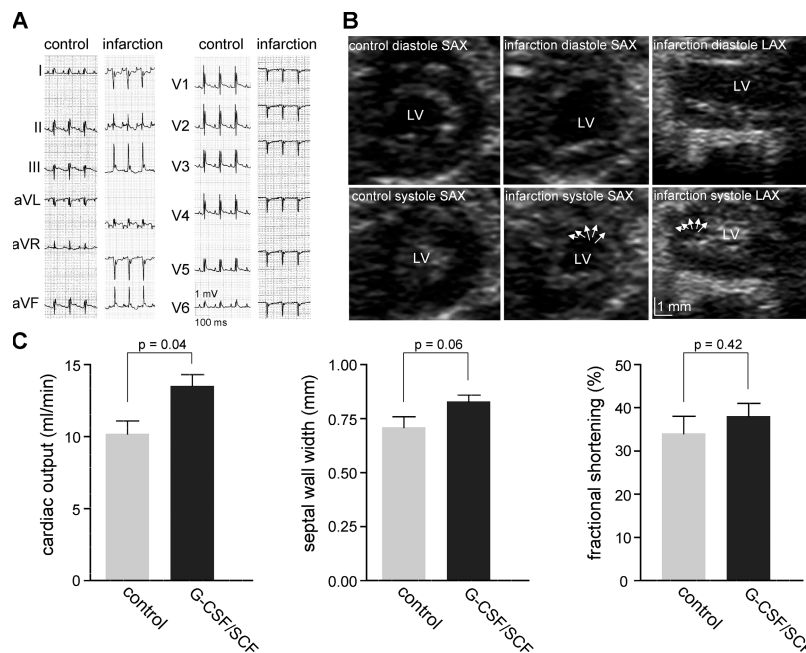 A
control infarction control infarction
I
II
III
aVL
aVR
aVF
V1
V2
V3
V4
V5
V6
1 mV
100 ms
B
control diastole SAX
LV
infarction diastole SAX
LV
infarction diastole LAX
LV
control systole SAX
LV
infarction systole SAX
LV
infarction systole LAX
LV
1 mm
C
p = 0.04
cardiac output (ml/min)
15
10
5
0
control
G-CSF/SCF
p = 0.06
septal wall width (mm)
1.00
0.75
0.50
0.25
0.00
control
G-CSF/SCF
p = 0.42
fractional shortening (%)
50
40
30
20
10
0
control
G-CSF/SCF